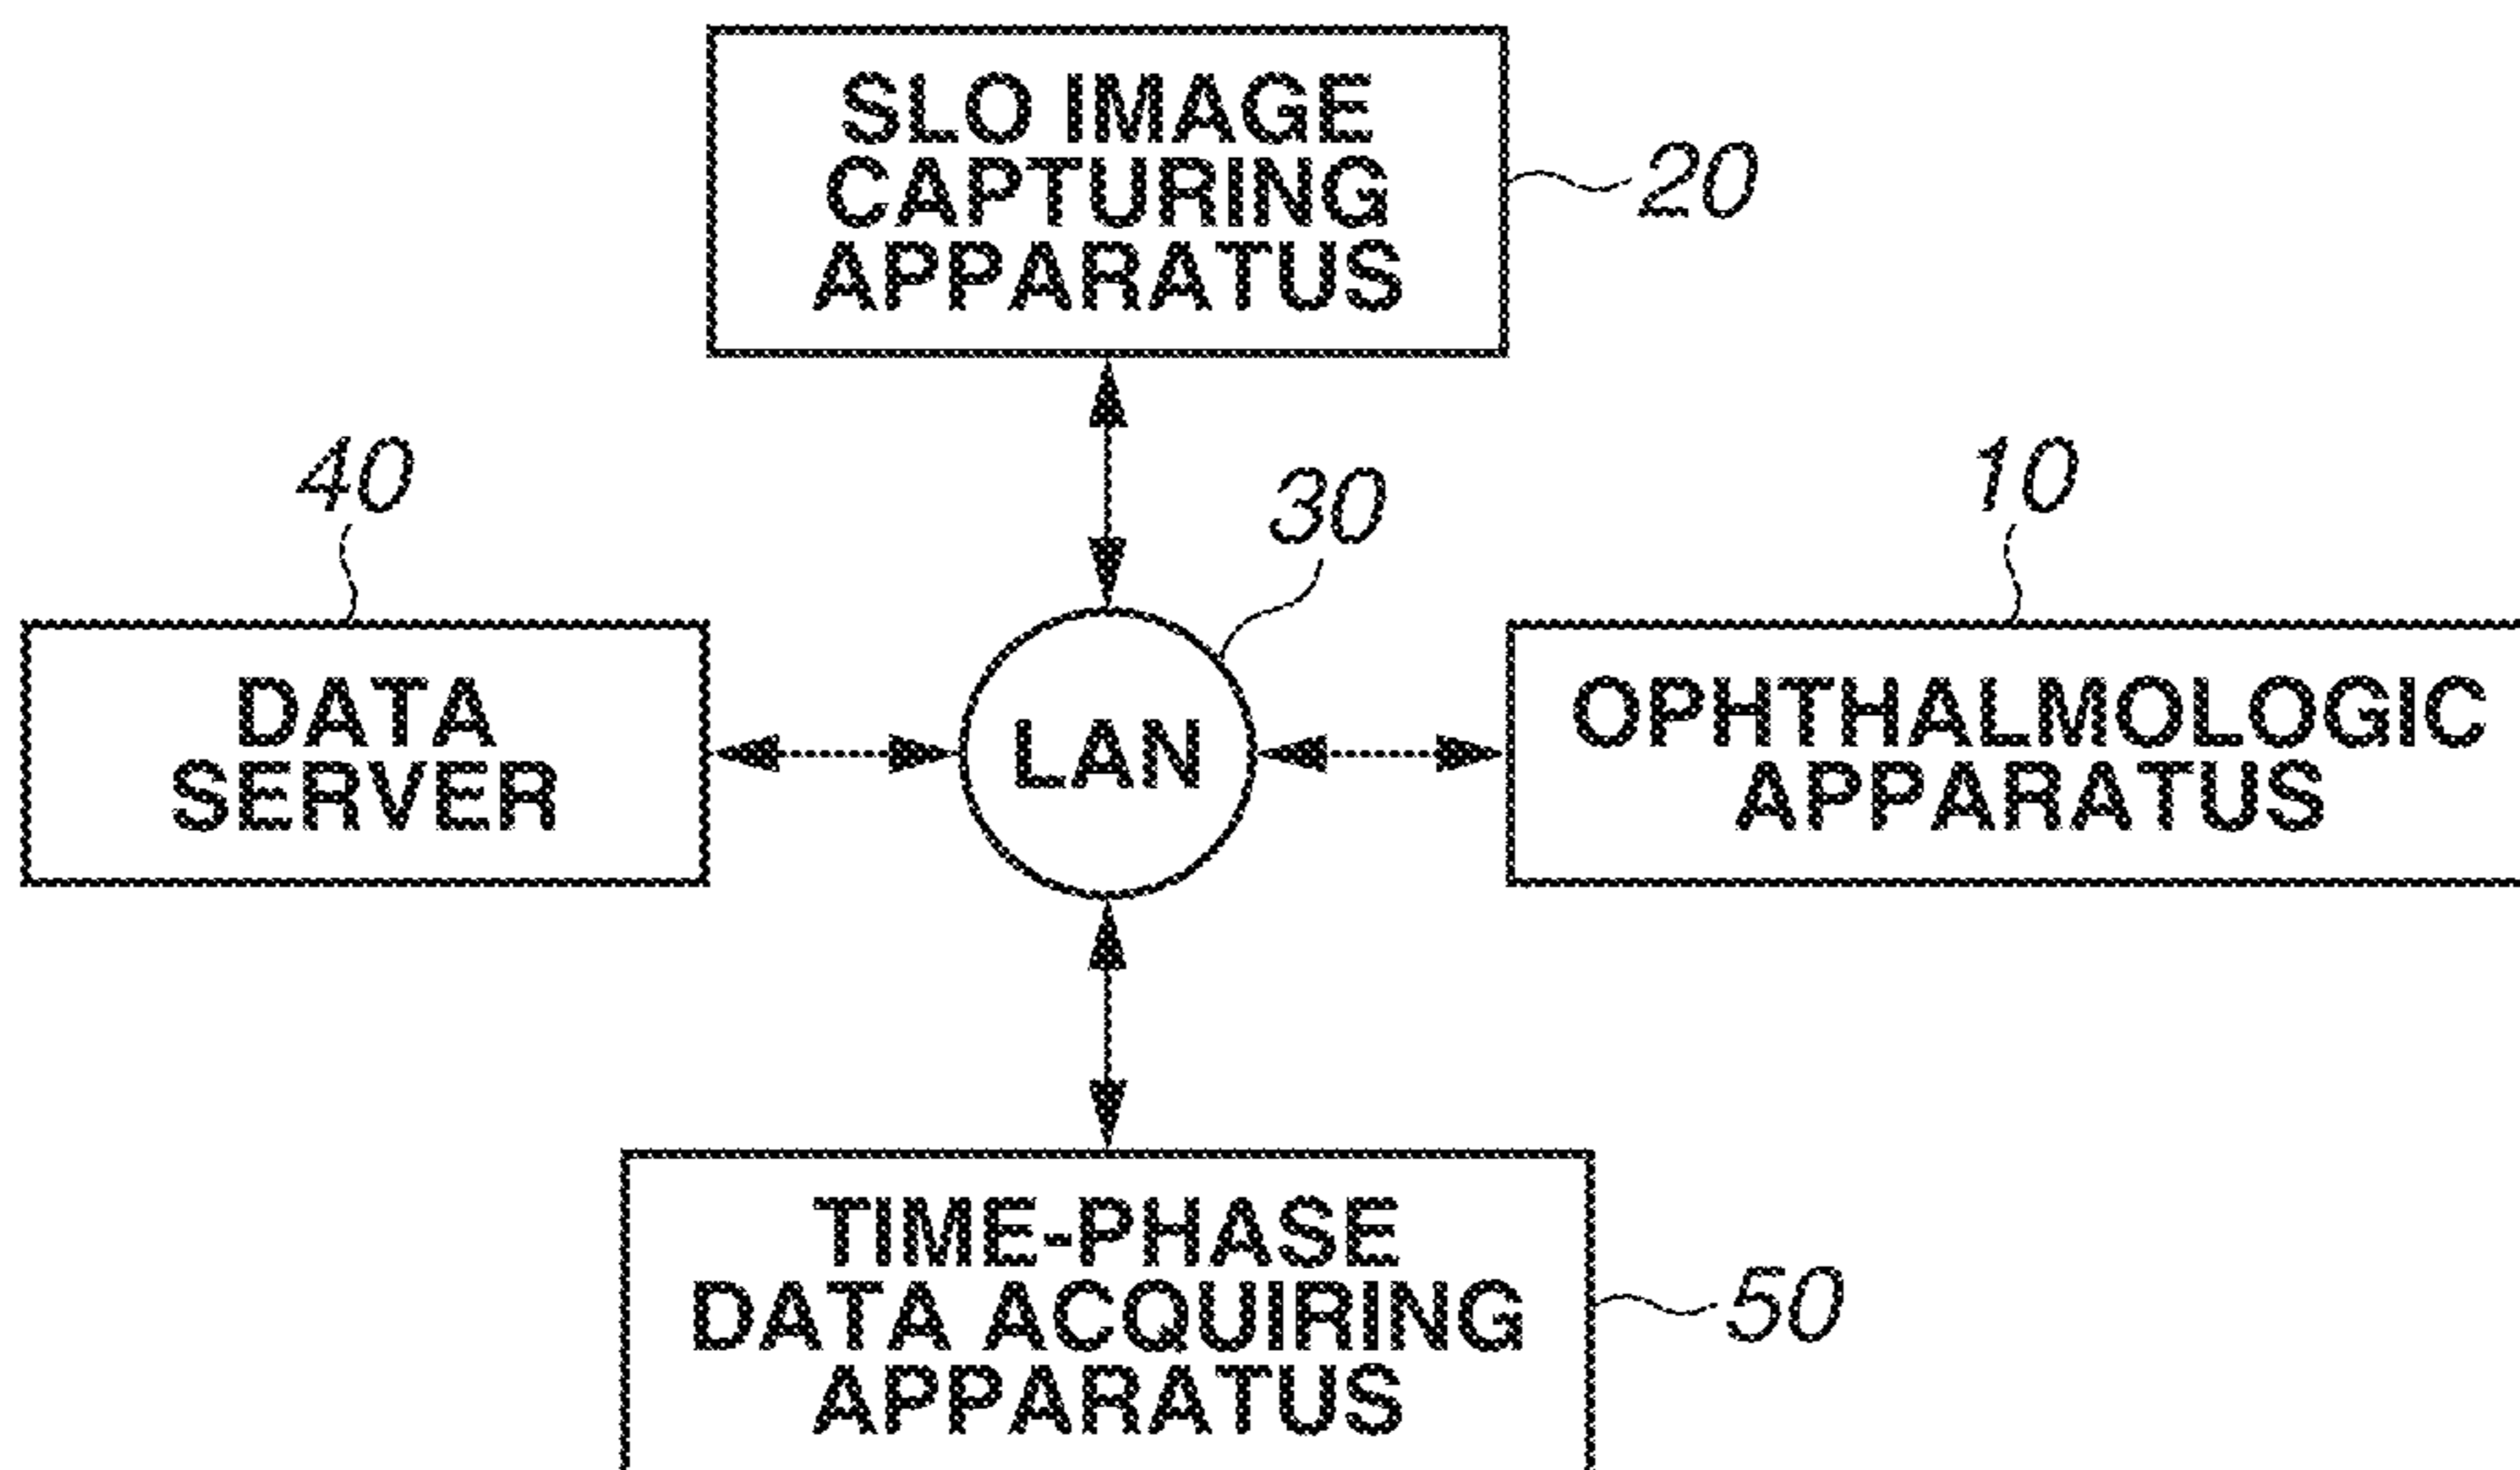 SLO IMAGE
CAPTURING
APPARATUS
20
40
30
10
DATA
SERVER
LAN
OPHTHALMOLOGIC
APPARATUS
TIME-PHASE
DATA ACQUIRING
APPARATUS
50